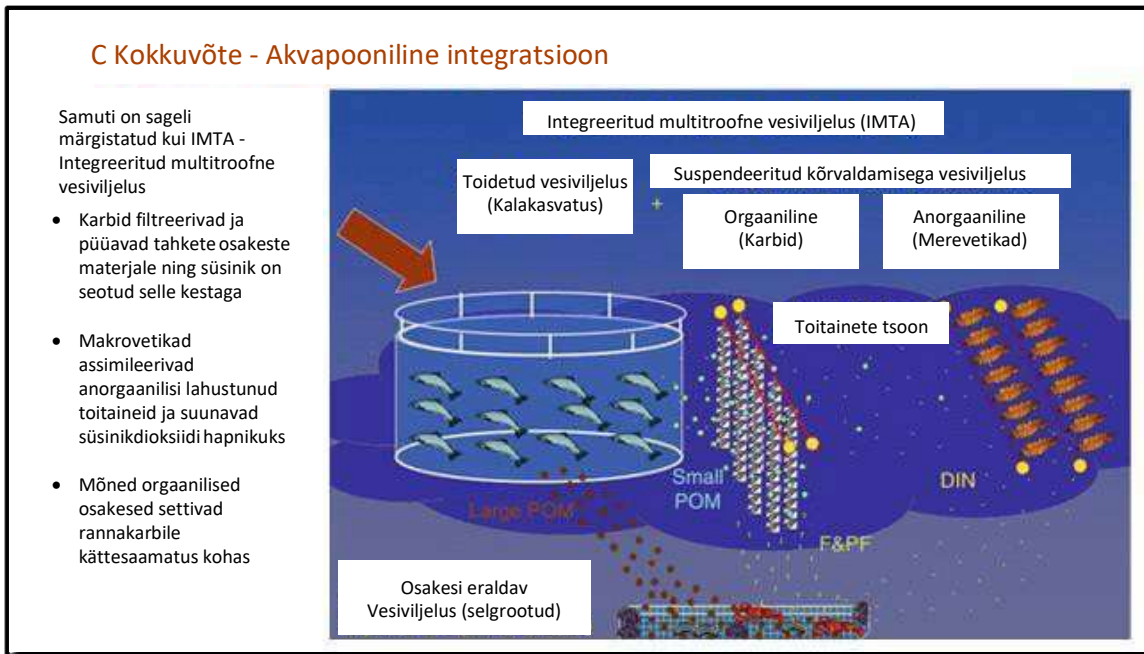 C Kokkuvõte - Akvapooniline integratsioon
Samuti on sageli
märgistatud kui IMTA -
Integreeritud multitroofne
vesiviljelus
• Karbid filtreerivad ja
püüavad tahkete osakeste
materjale ning süsinik on
seotud selle kestaga
• Makrovetikad
assimileerivad
anorgaanilisi lahustunud
toitaineid ja suunavad
süsinikdioksiidi hapnikuks
• Mõned orgaanilised
osakesed settivad
rannakarbile
kättesaamatus kohas
Integreeritud multitroofne vesiviljelus (IMTA)
Toidetud vesiviljelus
(Kalakasvatus)
+
Suspendeeritud kõrvaldamisega vesiviljelus
Orgaaniline
(Karbid)
Anorgaaniline
(Merevetikad)
Toitainete tsoon
Large POM
Small
POM
DIN
F&PF
Osakesi eraldav
Vesiviljelus (selgrootud)